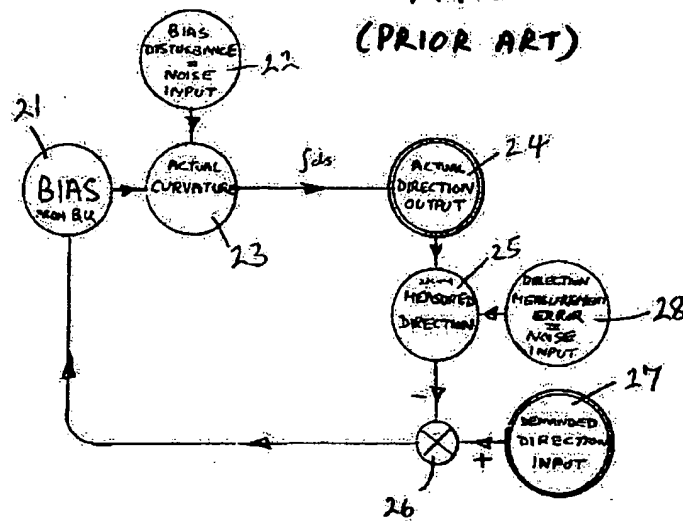 (PRIOR ART)
BIAS
DISTURBANCE
=
NOISE
INPUT
22
21
BIAS
FROM B.U.
ACTUAL
CURVATURE
23
∫ds
ACTUAL
DIRECTION
OUTPUT
24
25
MEASURED
DIRECTION
DIRECTION
MEASUREMENT
ERROR
=
NOISE
INPUT
28
-
27
DEMANDED
DIRECTION
INPUT
+
26